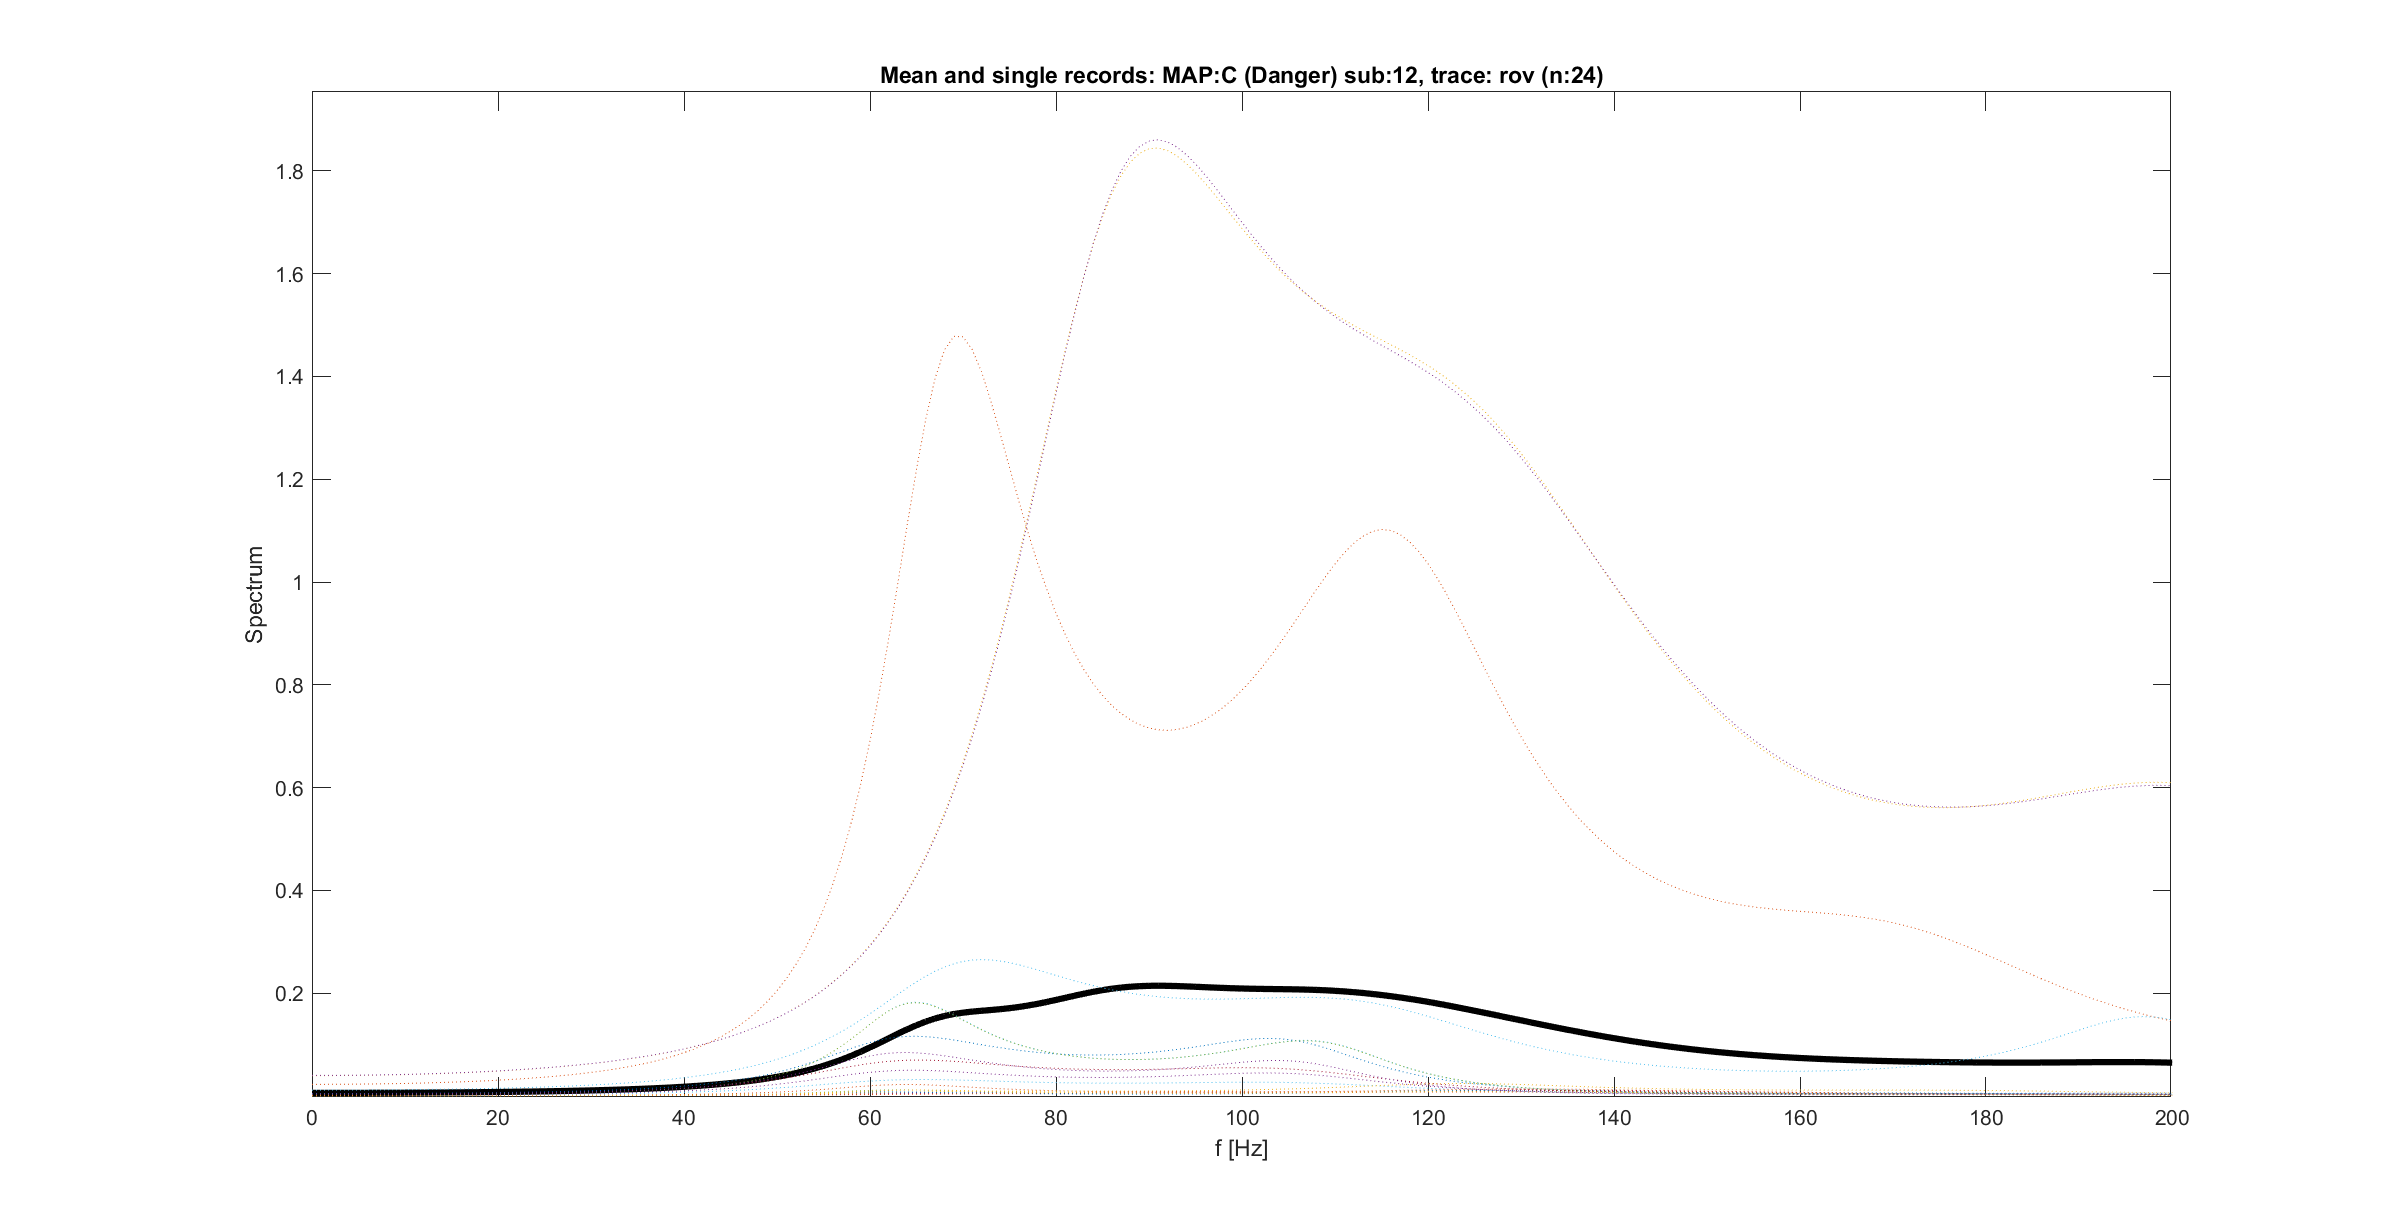 Mean and single records: MAP:C (Danger) sub:12, trace: rov (n:24)
1.8
1.6
1.4
1.2
1
0.8
0.6
0.4
0.2
Spectrum
0 20 40 60 80 100 120 140 160 180 200
f [Hz]